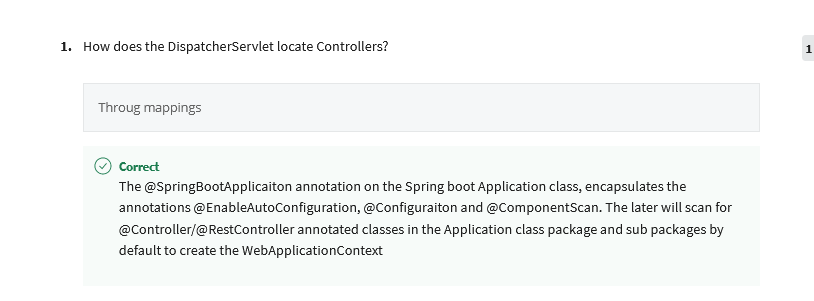 1. How does the DispatcherServlet locate Controllers?
1
Throug mappings
Correct
The @SpringBootApplicaiton annotation on the Spring boot Application class, encapsulates the
annotations @EnableAutoConfiguration, @Configuraiton and @ComponentScan. The later will scan for
@Controller/@RestController annotated classes in the Application class package and sub packages by
default to create the WebApplicationContext